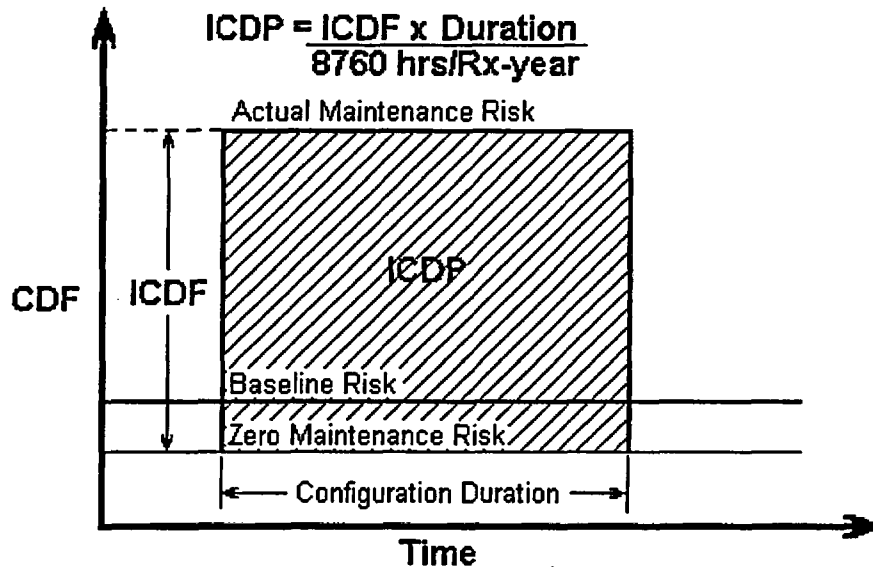 ICDP = ICDF x Duration
8760 hrs/Rx-year
Actual Maintenance Risk
CDF
ICDF
ICDP
Baseline Risk
Zero Maintenance Risk
Configuration Duration
Time